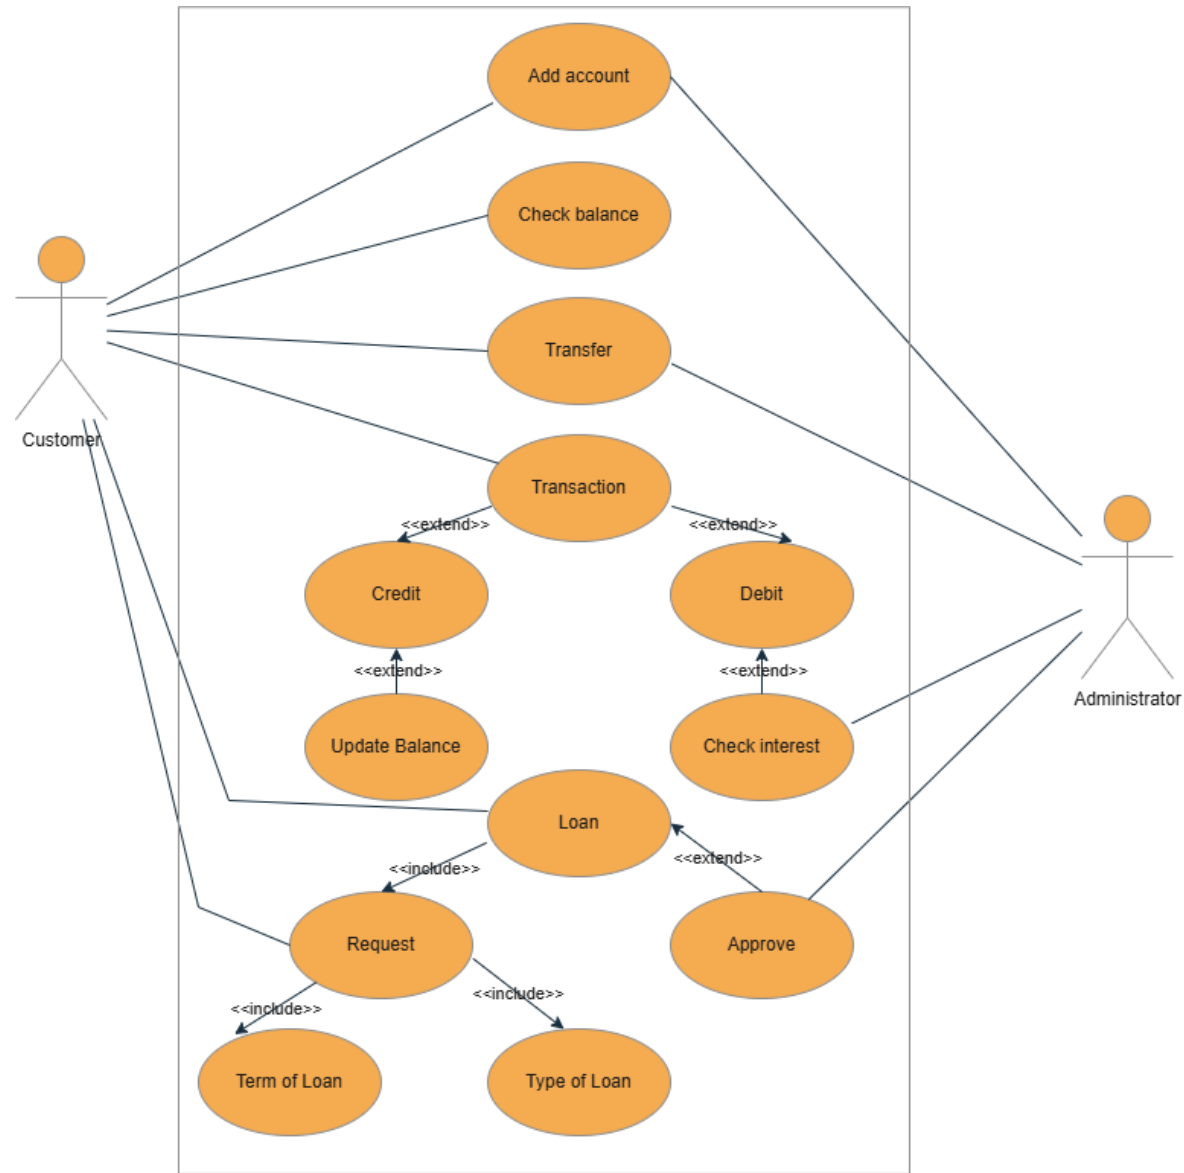 Add account
Check balance
Transfer
Customer
Transaction
<<extend>>
<<extend>>
Credit
Debit
<<extend>>
<<extend>>
Administrator
Update Balance
Check interest
Loan
<<extend>>
<<include>>
Request
Approve
<<include>>
<<include>>
Term of Loan
Type of Loan